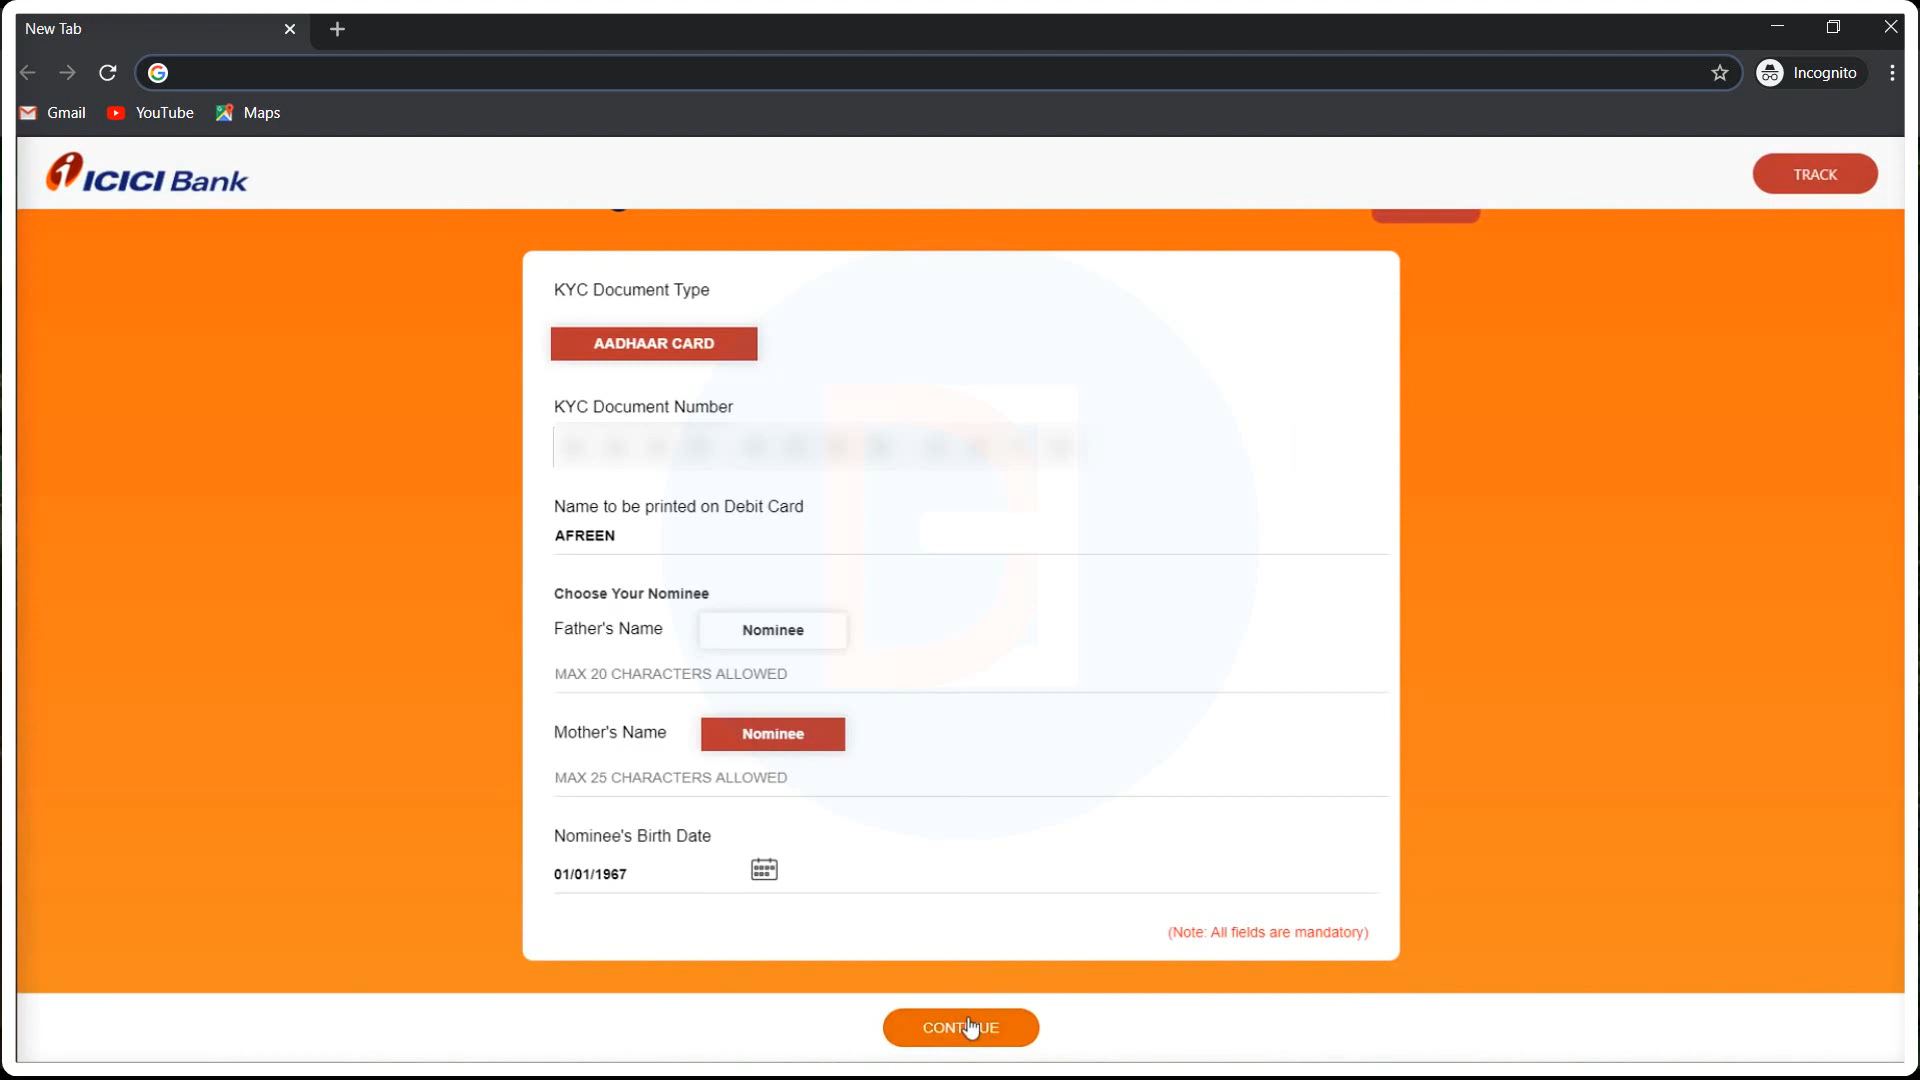 New Tab
Incognito
Gmail YouTube Maps
ICICI Bank
TRACK
KYC Document Type
AADHAAR CARD
KYC Document Number
Name to be printed on Debit Card
AFREEN
Choose Your Nominee
Father's Name Nominee
MAX 20 CHARACTERS ALLOWED
Mother's Name Nominee
MAX 25 CHARACTERS ALLOWED
Nominee's Birth Date
01/01/1967
(Note: All fields are mandatory)
CONTINUE